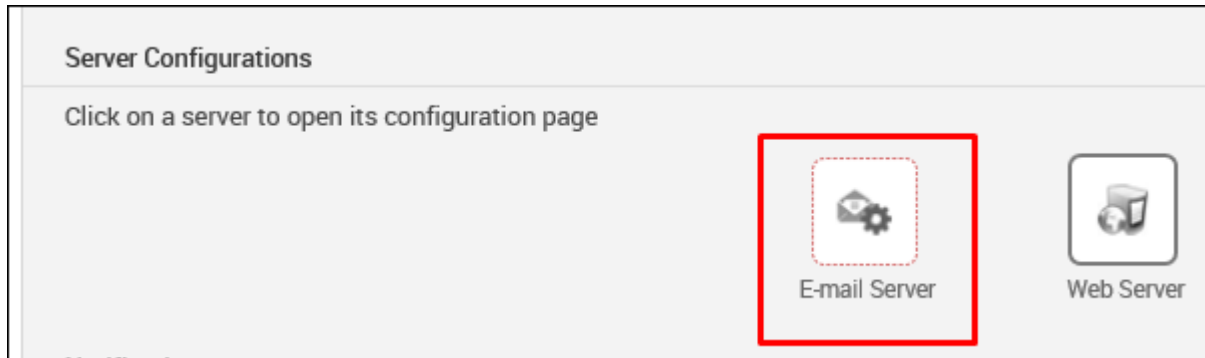 Server Configurations
Click on a server to open its configuration page
E-mail Server
Web Server